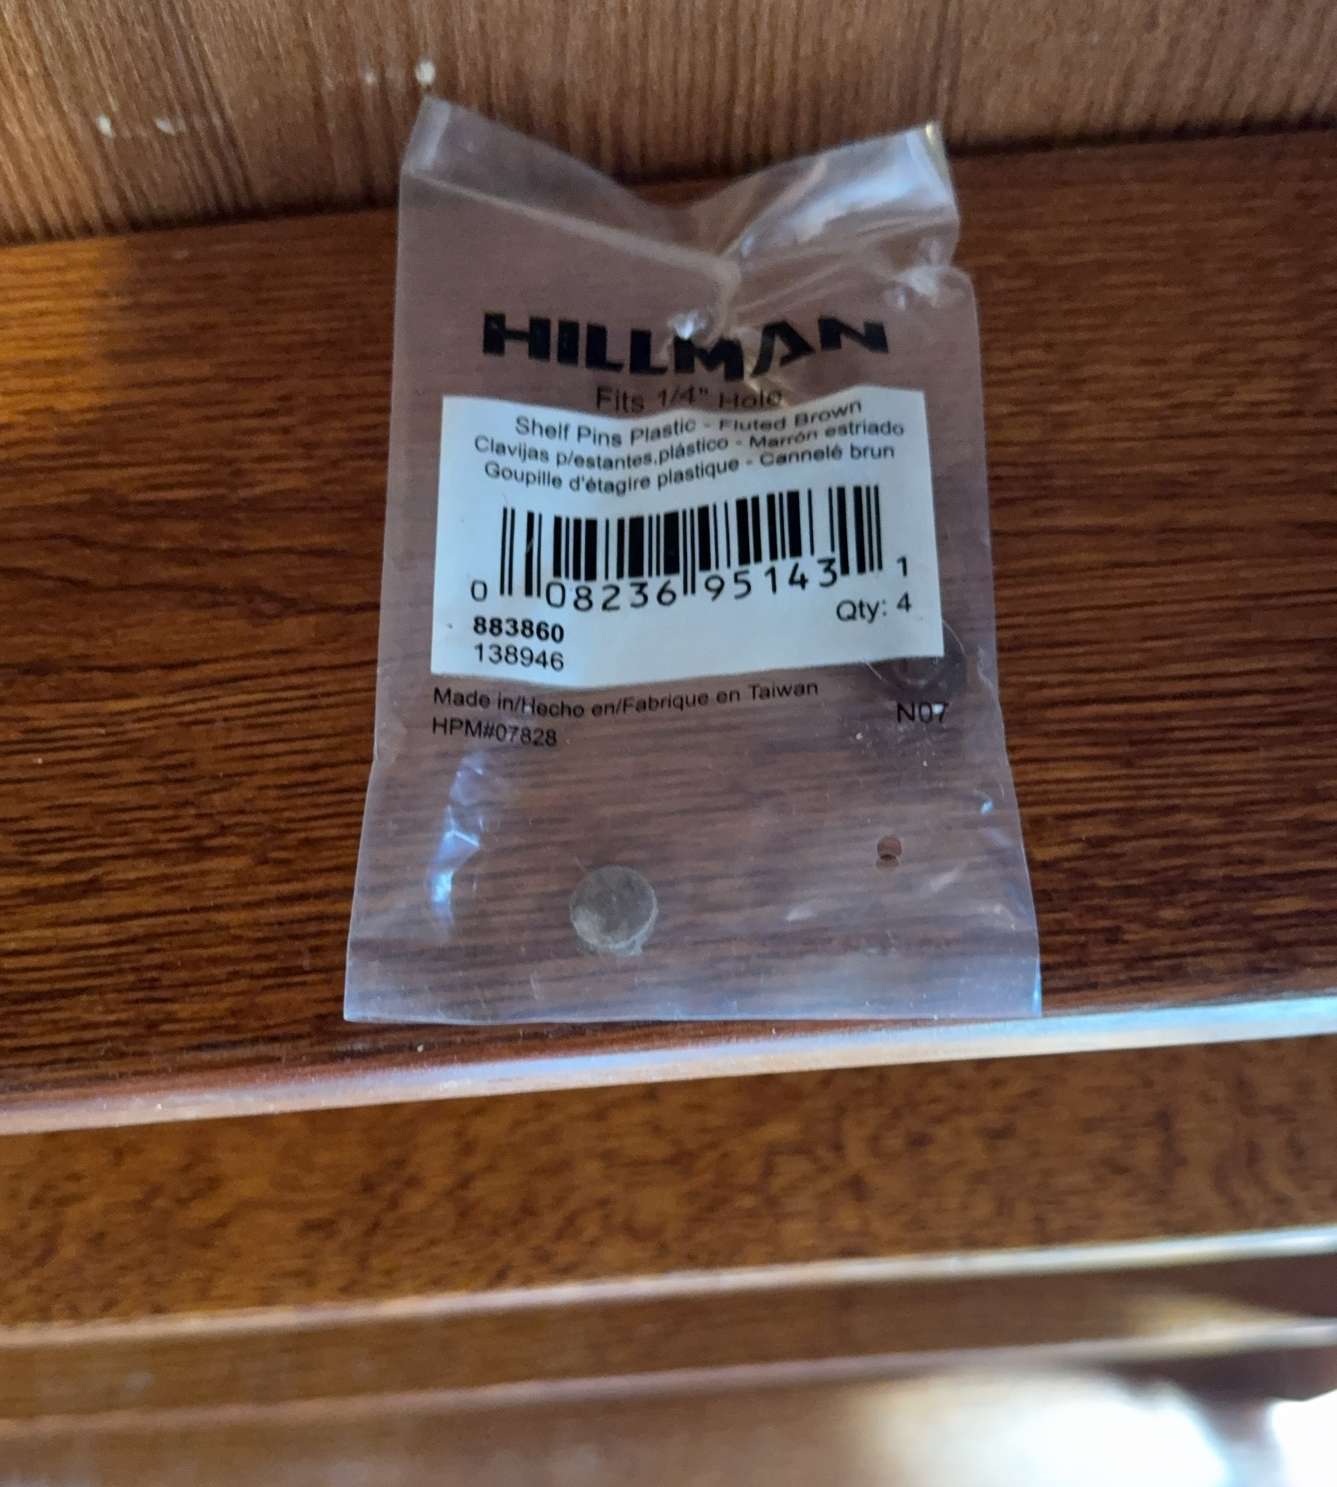 HILLMAN
Fits 1/4" Hole
Shelf Pins Plastic - Fluted Brown
Clavijas p/estantes,plástico - Marrón estriado
Goupille d'étagire plastique - Cannelé brun
0 08236 95143 1
883860 Qty: 4
138946
Made in/Hecho en/Fabrique en Taiwan
HPM#07828 N07